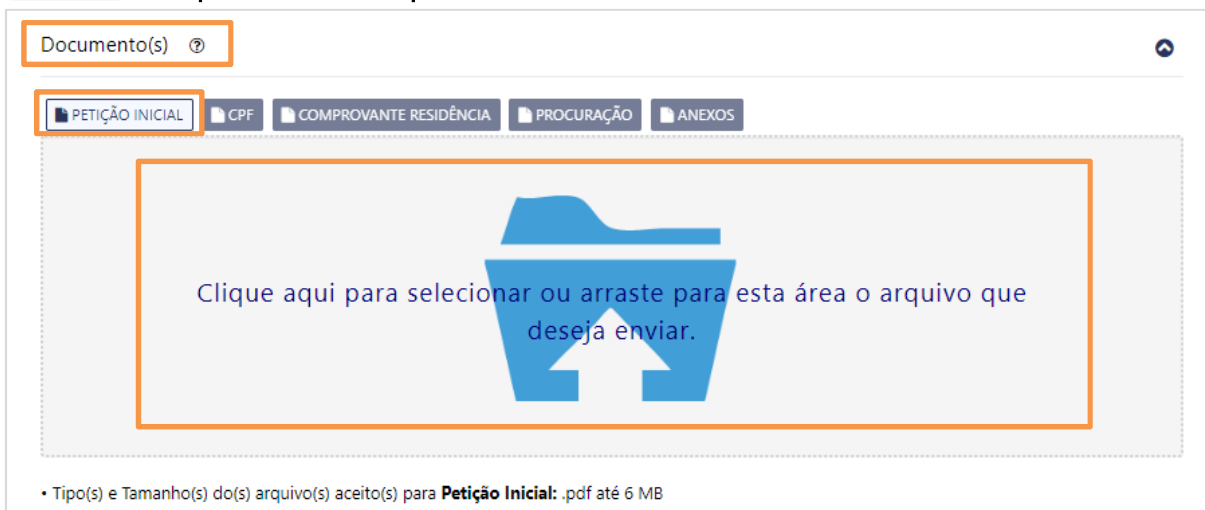 Documento(s) ?
PETIÇÃO INICIAL CPF COMPROVANTE RESIDÊNCIA PROCURAÇÃO ANEXOS
Clique aqui para selecionar ou arraste para esta área o arquivo que
deseja enviar.
• Tipo(s) e Tamanho(s) do(s) arquivo(s) aceito(s) para Petição Inicial: .pdf até 6 MB